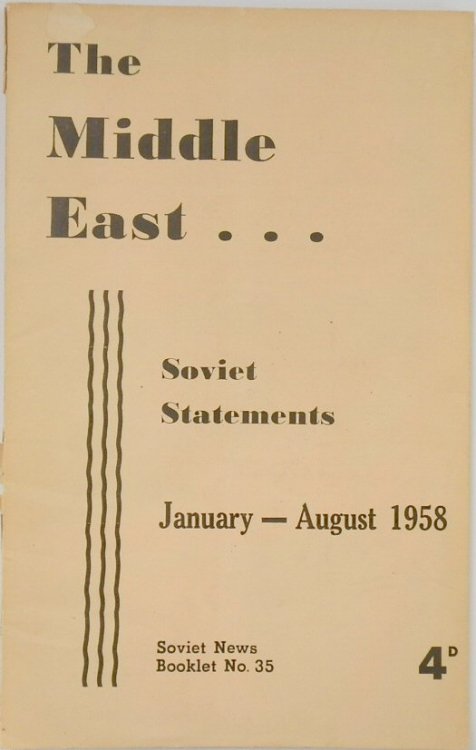 The
Middle
East . . .
Soviet
Statements
January — August 1958
Soviet News
Booklet No. 35
4D